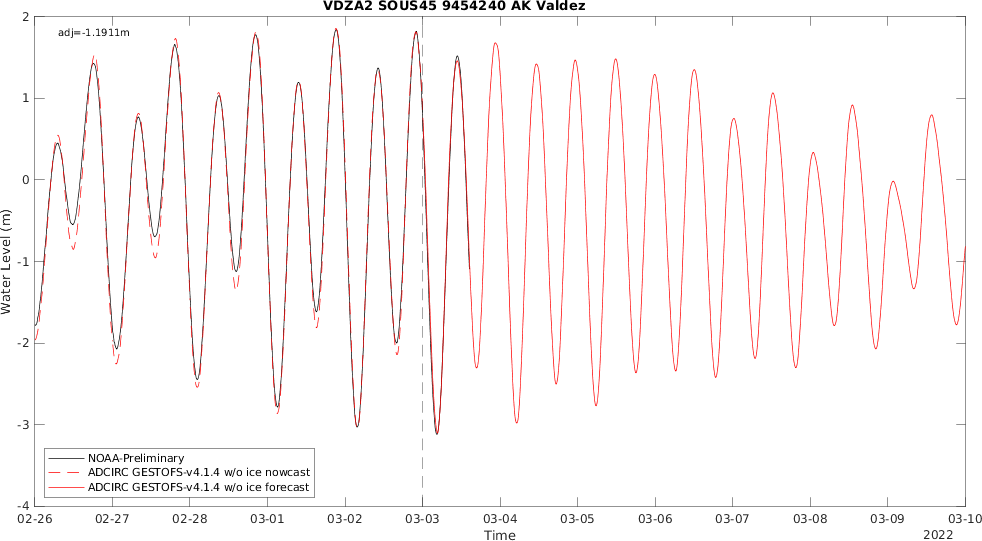 VDZA2 SOUS45 9454240 AK Valdez
adj=-1.1911m
2
1
0
-1
-2
-3
-4
Water Level (m)
NOAA-Preliminary
ADCIRC GESTOFS-v4.1.4 w/o ice nowcast
ADCIRC GESTOFS-v4.1.4 w/o ice forecast
02-26 02-27 02-28 03-01 03-02 03-03 03-04 03-05 03-06 03-07 03-08 03-09 03-10
Time
2022